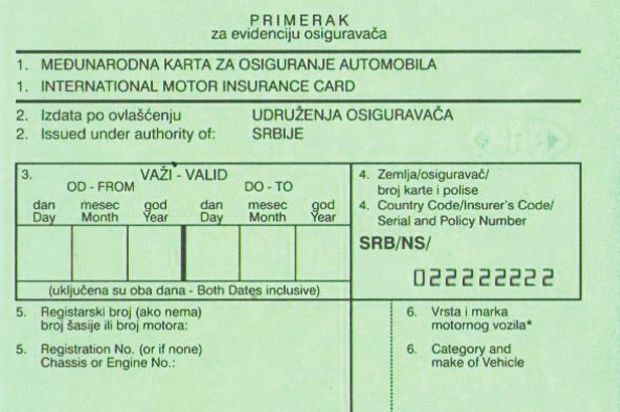 PRIMERAK
za evidenciju osiguravača
1. MEĐUNARODNA KARTA ZA OSIGURANJE AUTOMOBILA
1. INTERNATIONAL MOTOR INSURANCE CARD
2. Izdata po ovlašćenju UDRUŽENJA OSIGURAVAČA
2. Issued under authority of: SRBIJE
3. VAŽI - VALID
OD - FROM DO - TO
dan mesec god dan mesec god
Day Month Year Day Month Year
(uključena su oba dana - Both Dates inclusive)
4. Zemlja/osiguravač/
broj karte i polise
4. Country Code/Insurer's Code/
Serial and Policy Number
SRB/NS/
022222222
5. Registarski broj (ako nema)
broj šasije ili broj motora:
5. Registration No. (or if none)
Chassis or Engine No.:
6. Vrsta i marka
motornog vozila*
6. Category and
make of Vehicle